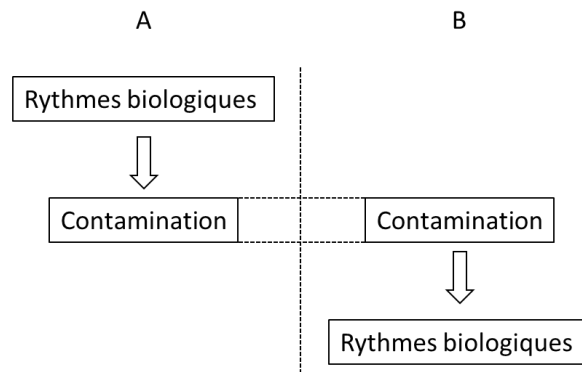 A
B
Rythmes biologiques
Contamination
Contamination
Rythmes biologiques